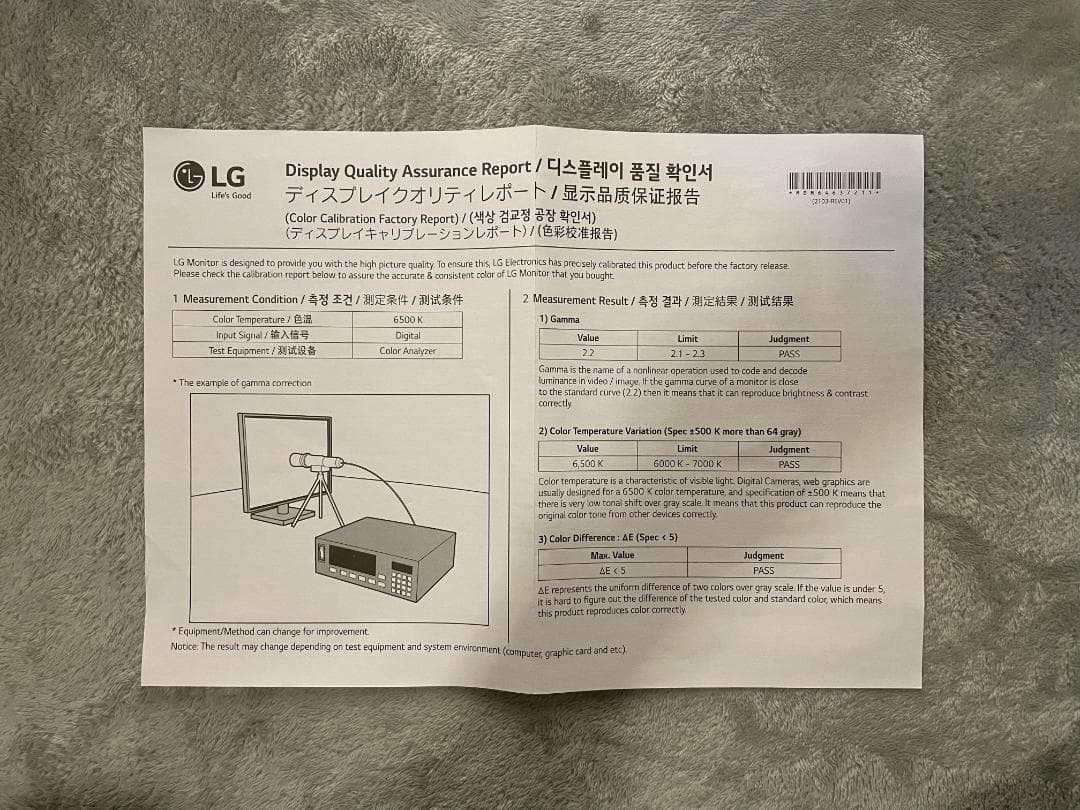 LG
Life's Good
Display Quality Assurance Report / 디스플레이 품질 확인서
ディスプレイクオリティレポート / 显示品质保证报告
(Color Calibration Factory Report) / (색상 검교정 공장 확인서)
(ディスプレイキャリブレーションレポート) / (色彩校准报告)
(2103-REV01)
LG Monitor is designed to provide you with the high picture quality. To ensure this, LG Electronics has precisely calibrated this product before the factory release.
Please check the calibration report below to assure the accurate & consistent color of LG Monitor that you bought.
1 Measurement Condition / 측정 조건 / 測定条件 / 测试条件
Color Temperature / 色温 6500 K
Input Signal / 输入信号 Digital
Test Equipment / 测试设备 Color Analyzer
* The example of gamma correction
* Equipment/Method can change for improvement.
Notice: The result may change depending on test equipment and system environment (computer, graphic card and etc).
2 Measurement Result / 측정 결과 / 測定結果 / 测试结果
1) Gamma
Value Limit Judgment
2.2 2.1 - 2.3 PASS
Gamma is the name of a nonlinear operation used to code and decode
luminance in video / image. If the gamma curve of a monitor is close
to the standard curve (2.2) then it means that it can reproduce brightness & contrast
correctly.
2) Color Temperature Variation (Spec ±500 K more than 64 gray)
Value Limit Judgment
6,500 K 6000 K - 7000 K PASS
Color temperature is a characteristic of visible light. Digital Cameras, web graphics are
usually designed for a 6500 K color temperature, and specification of ±500 K means that
there is very low tonal shift over gray scale. It means that this product can reproduce the
original color tone from other devices correctly.
3) Color Difference : ΔE (Spec < 5)
Max. Value Judgment
ΔE < 5 PASS
ΔE represents the uniform difference of two colors over gray scale. If the value is under 5,
it is hard to figure out the difference of the tested color and standard color, which means
this product reproduces color correctly.